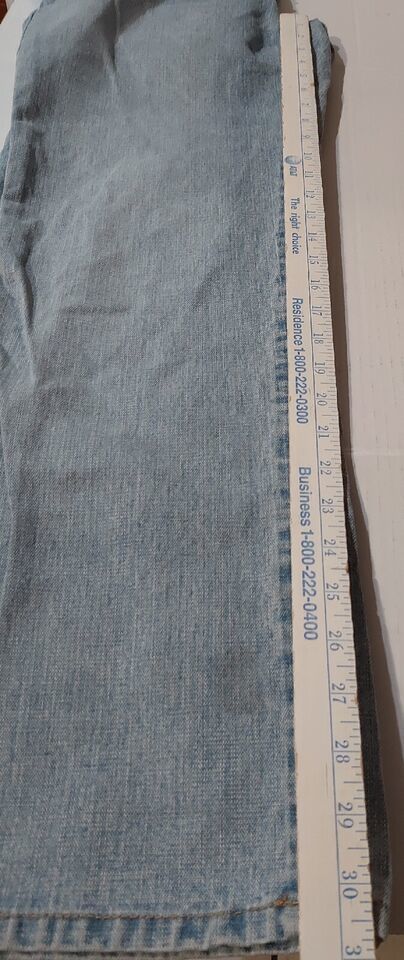 AT&T
The right choice
Residence 1-800-222-0300
Business 1-800-222-0400
9 10 11 12 13 14 15 16 17 18 19 20 21 22 23 24 25 26 27 28 29 30